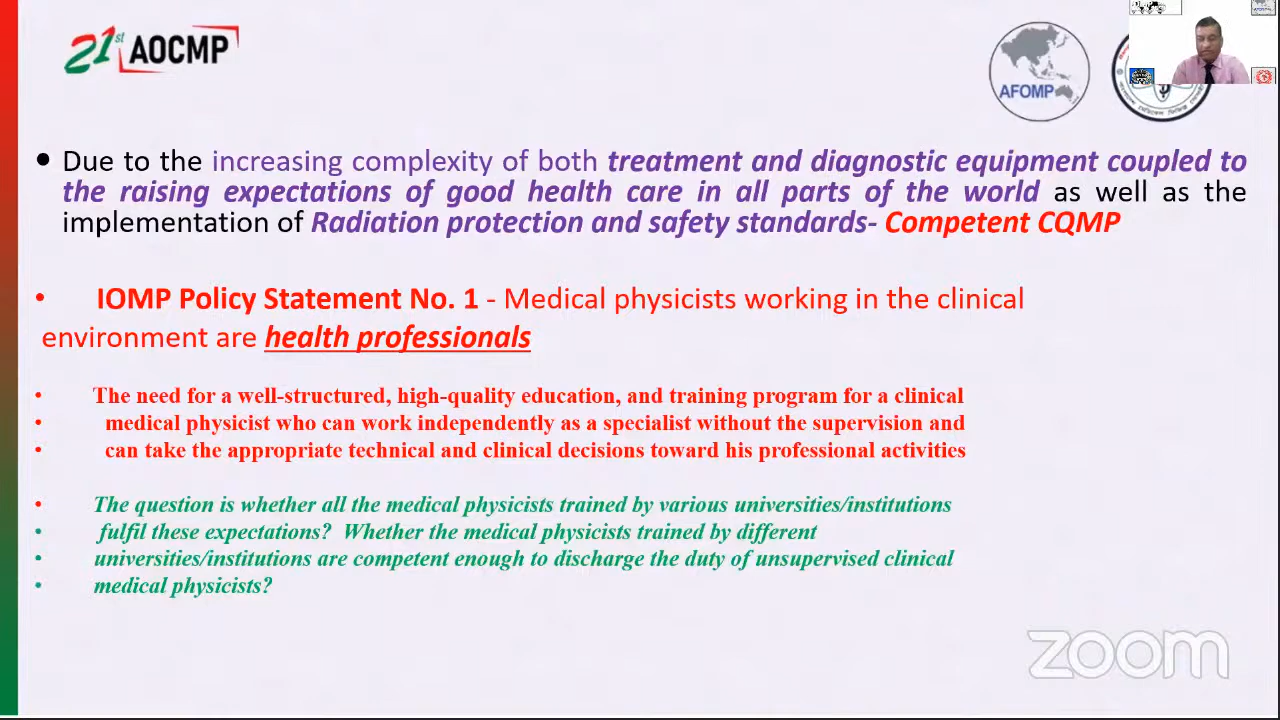 21st AOCMP
AFOMP
• Due to the increasing complexity of both treatment and diagnostic equipment coupled to
the raising expectations of good health care in all parts of the world as well as the
implementation of Radiation protection and safety standards- Competent CQMP
• IOMP Policy Statement No. 1 - Medical physicists working in the clinical
environment are health professionals
• The need for a well-structured, high-quality education, and training program for a clinical
• medical physicist who can work independently as a specialist without the supervision and
• can take the appropriate technical and clinical decisions toward his professional activities
• The question is whether all the medical physicists trained by various universities/institutions
• fulfil these expectations? Whether the medical physicists trained by different
• universities/institutions are competent enough to discharge the duty of unsupervised clinical
• medical physicists?
zoom